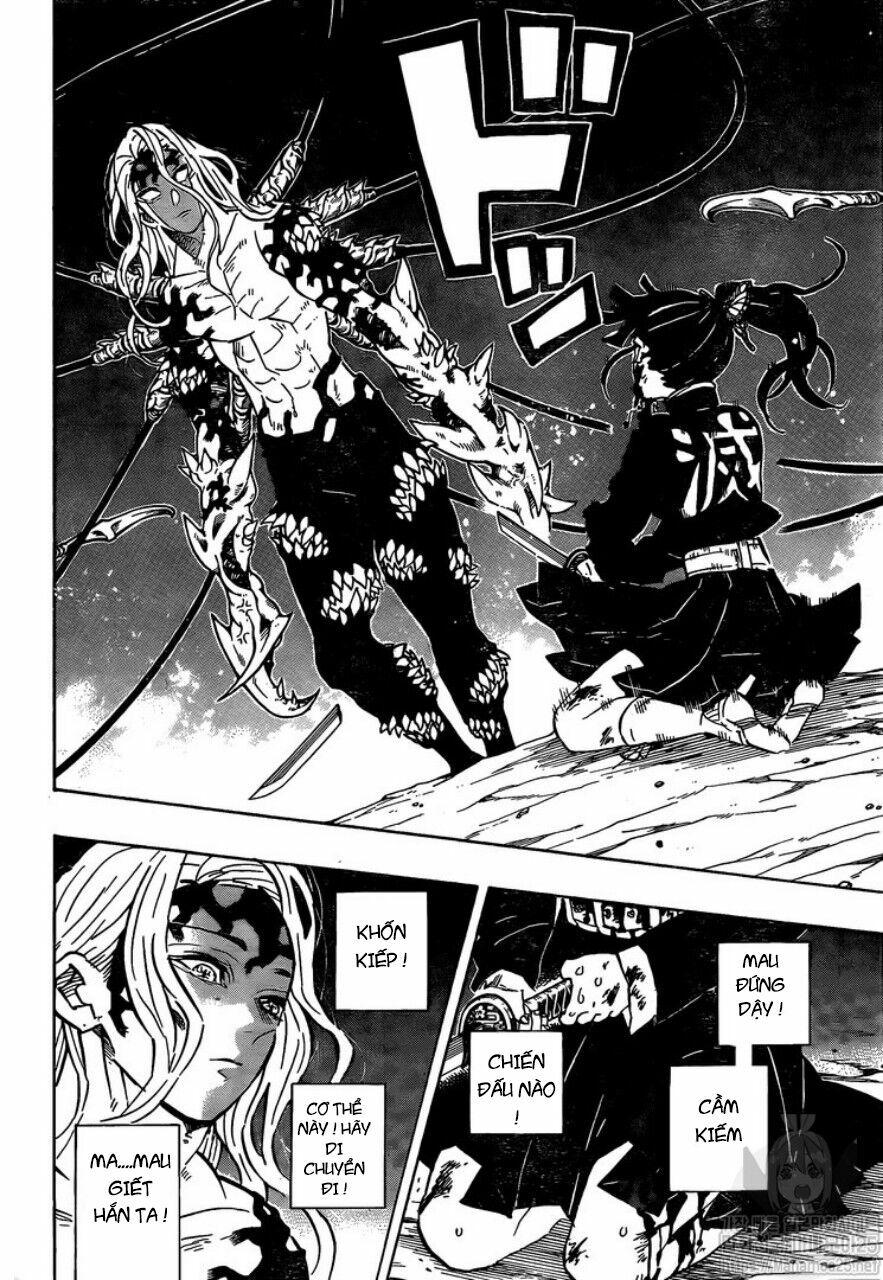 ドドン
滅
MAU
ĐỨNG
DẬY !
CẦM
KIẾM
CHIẾN
ĐẤU NÀO
!
KHỐN
KIẾP !
CƠ THỂ
NÀY ! HÃY
DI
CHUYỂN
ĐI !
MA....MAU
GIẾT
HẮN TA !